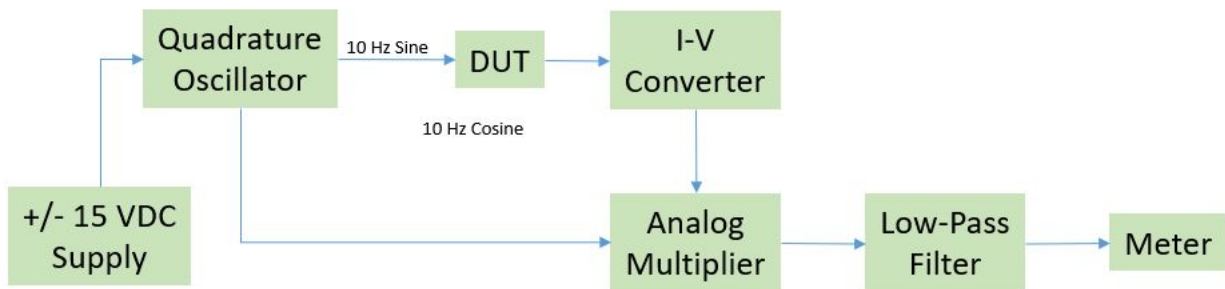 Quadrature
Oscillator
10 Hz Sine
DUT
I-V
Converter
10 Hz Cosine
+/- 15 VDC
Supply
Analog
Multiplier
Low-Pass
Filter
Meter